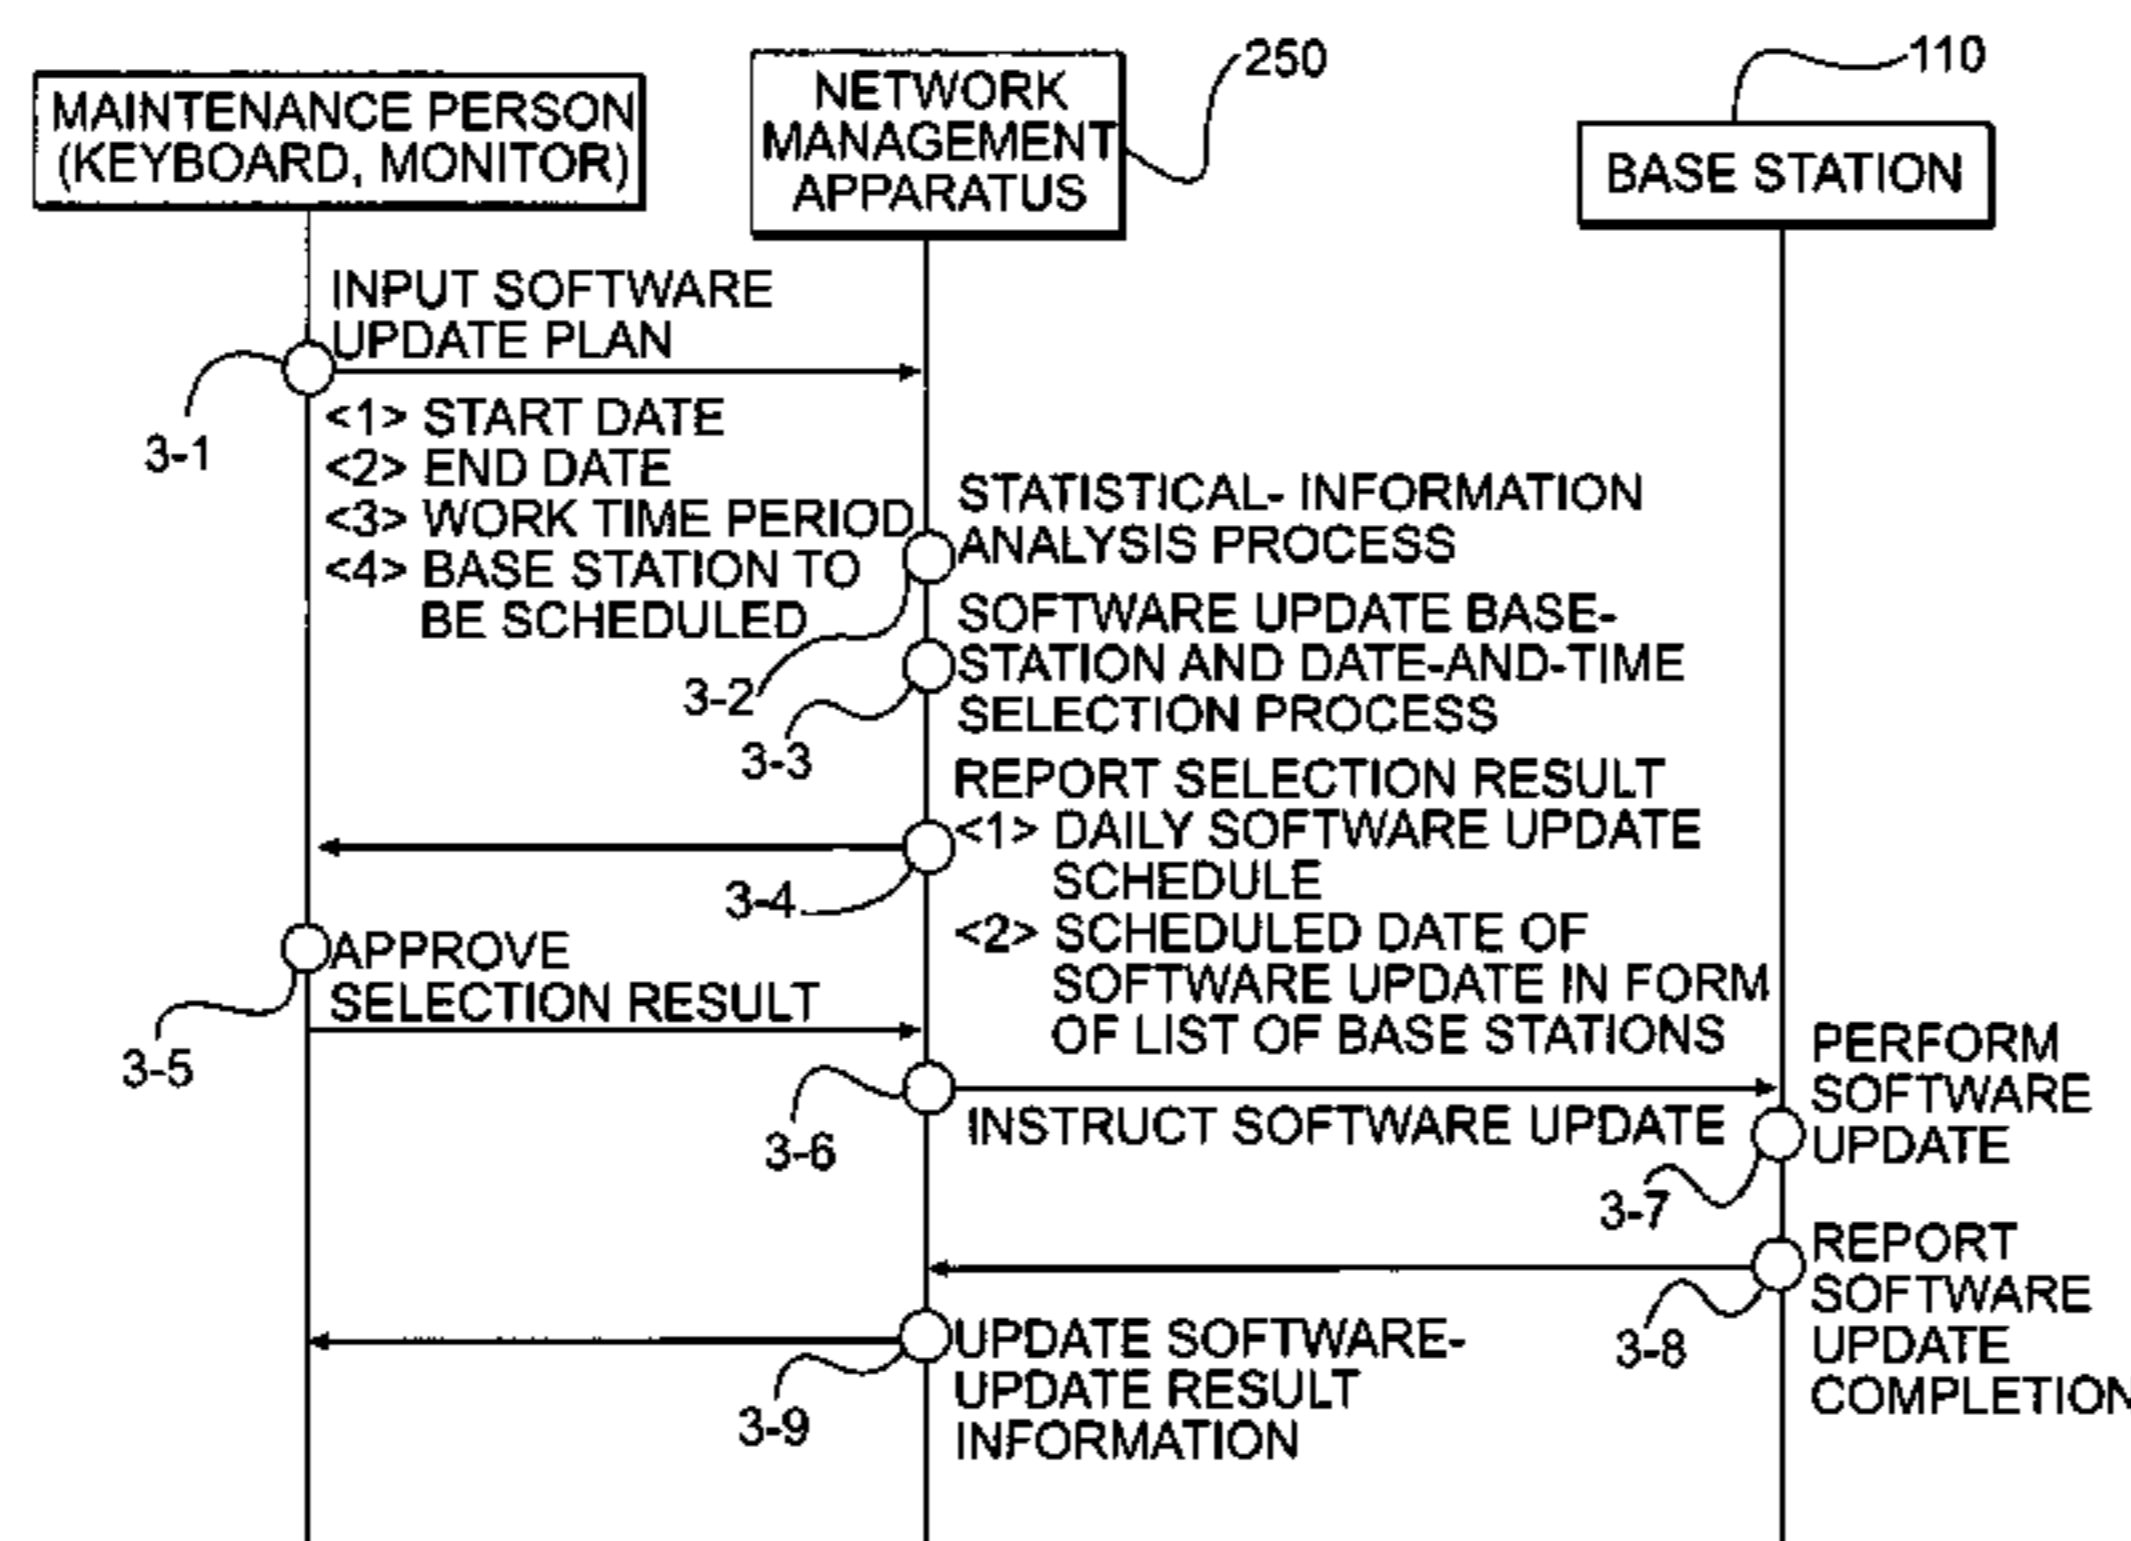 MAINTENANCE PERSON
(KEYBOARD, MONITOR)
NETWORK
MANAGEMENT
APPARATUS
250
BASE STATION
110
INPUT SOFTWARE
UPDATE PLAN
3-1
<1> START DATE
<2> END DATE
<3> WORK TIME PERIOD
<4> BASE STATION TO
BE SCHEDULED
STATISTICAL- INFORMATION
ANALYSIS PROCESS
3-2
SOFTWARE UPDATE BASE-
STATION AND DATE-AND-TIME
SELECTION PROCESS
3-3
REPORT SELECTION RESULT
<1> DAILY SOFTWARE UPDATE
SCHEDULE
<2> SCHEDULED DATE OF
SOFTWARE UPDATE IN FORM
OF LIST OF BASE STATIONS
3-4
APPROVE
SELECTION RESULT
3-5
3-6
INSTRUCT SOFTWARE UPDATE
PERFORM
SOFTWARE
UPDATE
3-7
REPORT
SOFTWARE
UPDATE
COMPLETION
3-8
UPDATE SOFTWARE-
UPDATE RESULT
INFORMATION
3-9